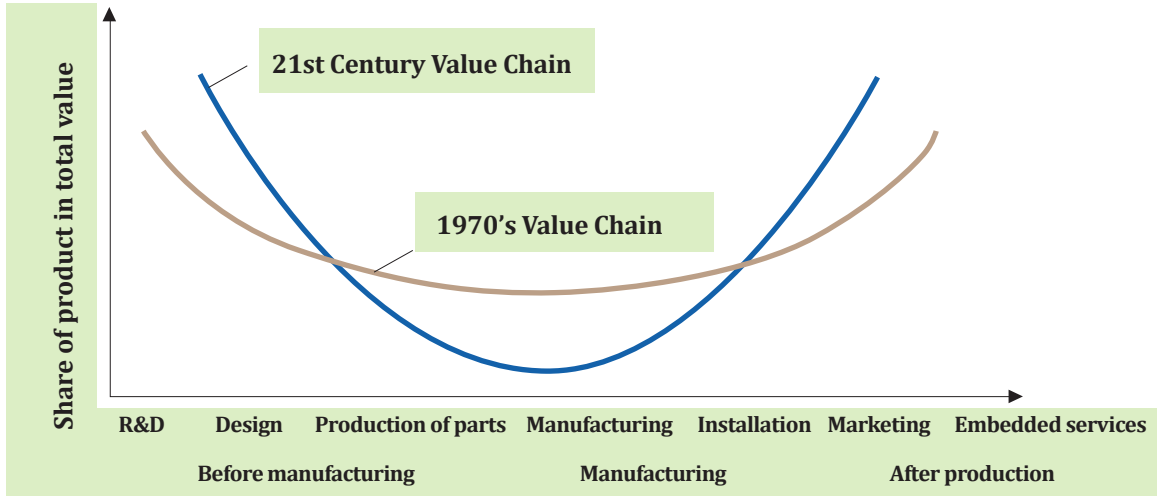 Share of product in total value
21st Century Value Chain
1970's Value Chain
R&D Design Production of parts Manufacturing Installation Marketing Embedded services
Before manufacturing Manufacturing After production